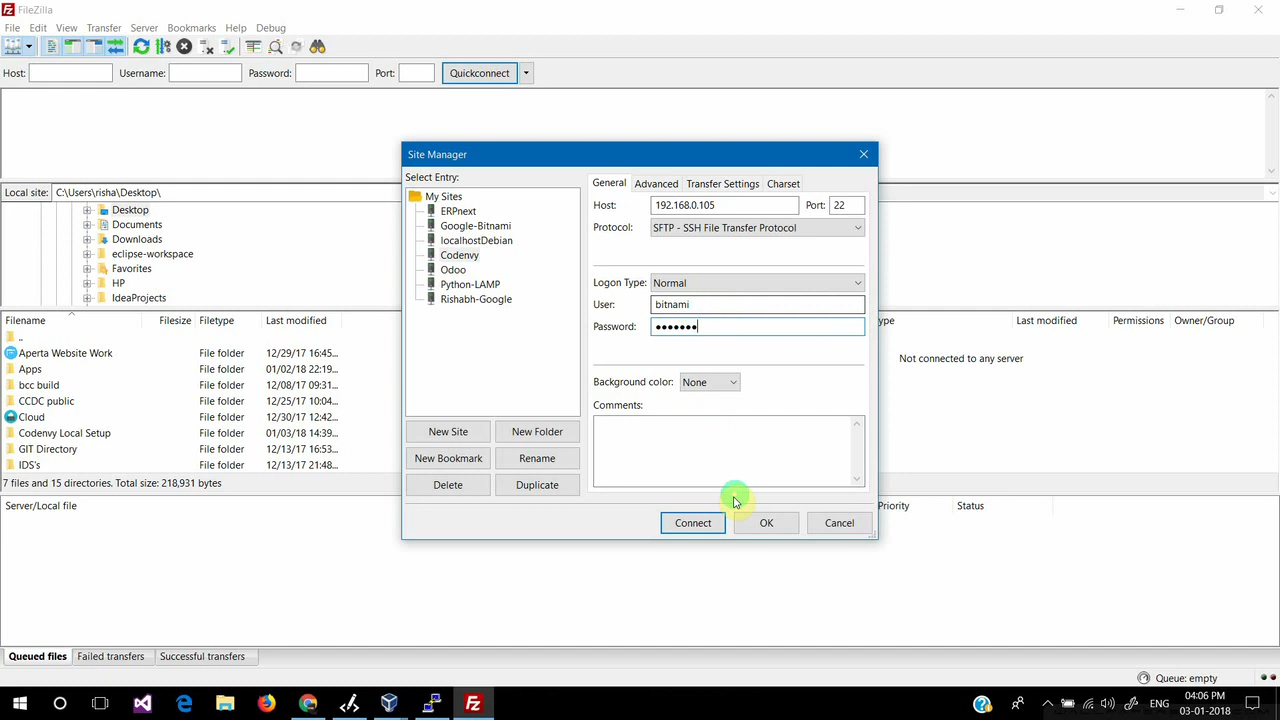 FileZilla
File Edit View Transfer Server Bookmarks Help Debug
Host: Username: Password: Port: Quickconnect
Local site: C:\Users\risha\Desktop\
Desktop
Documents
Downloads
eclipse-workspace
Favorites
HP
IdeaProjects
Filename Filesize Filetype Last modified
..
Aperta Website Work File folder 12/29/17 16:45...
Apps File folder 01/02/18 22:19...
bcc build File folder 12/08/17 09:31...
CCDC public File folder 12/25/17 10:04...
Cloud File folder 12/30/17 12:42...
Codenvy Local Setup File folder 01/03/18 14:39...
GIT Directory File folder 12/13/17 16:53...
IDS's File folder 12/13/17 21:48...
7 files and 15 directories. Total size: 218,931 bytes
Site Manager
Select Entry:
My Sites
ERPnext
Google-Bitnami
localhostDebian
Codenvy
Odoo
Python-LAMP
Rishabh-Google
New Site New Folder
New Bookmark Rename
Delete Duplicate
General Advanced Transfer Settings Charset
Host: 192.168.0.105 Port: 22
Protocol: SFTP - SSH File Transfer Protocol
Logon Type: Normal
User: bitnami
Password: ●●●●●●●
Background color: None
Comments:
Connect OK Cancel
ype Last modified Permissions Owner/Group
Not connected to any server
Server/Local file Priority Status
Queued files Failed transfers Successful transfers
Queue: empty
ENG 04:06 PM
03-01-2018